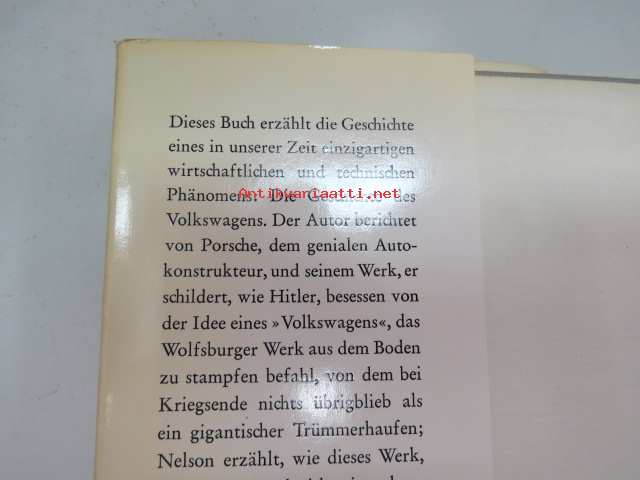 Dieses Buch erzählt die Geschichte
eines in unserer Zeit einzigartigen
wirtschaftlichen und technischen
Phänomens: Die Geschichte des
Antikvariaatti.net
Volkswagens. Der Autor berichtet
von Porsche, dem genialen Auto-
konstrukteur, und seinem Werk, er
schildert, wie Hitler, besessen von
der Idee eines »Volkswagens«, das
Wolfsburger Werk aus dem Boden
zu stampfen befahl, von dem bei
Kriegsende nichts übrigblieb als
ein gigantischer Trümmerhaufen;
Nelson erzählt, wie dieses Werk,